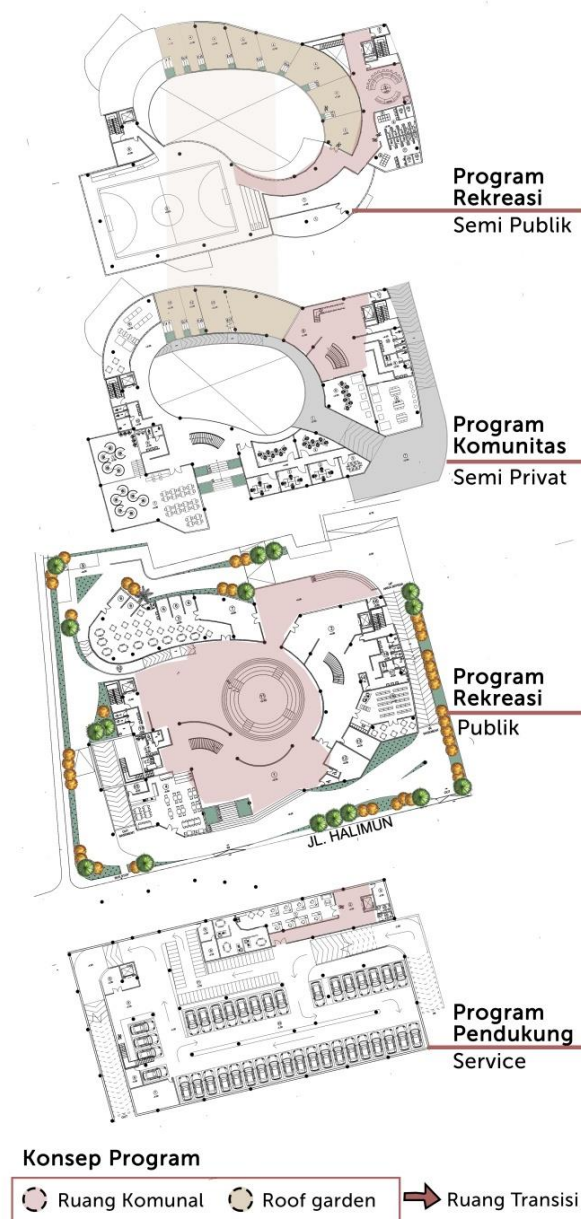 Program
Rekreasi
Semi Publik
Program
Komunitas
Semi Privat
Program
Rekreasi
Publik
JL. HALIMUN
Program
Pendukung
Service
Konsep Program
Ruang Komunal
Roof garden
Ruang Transisi